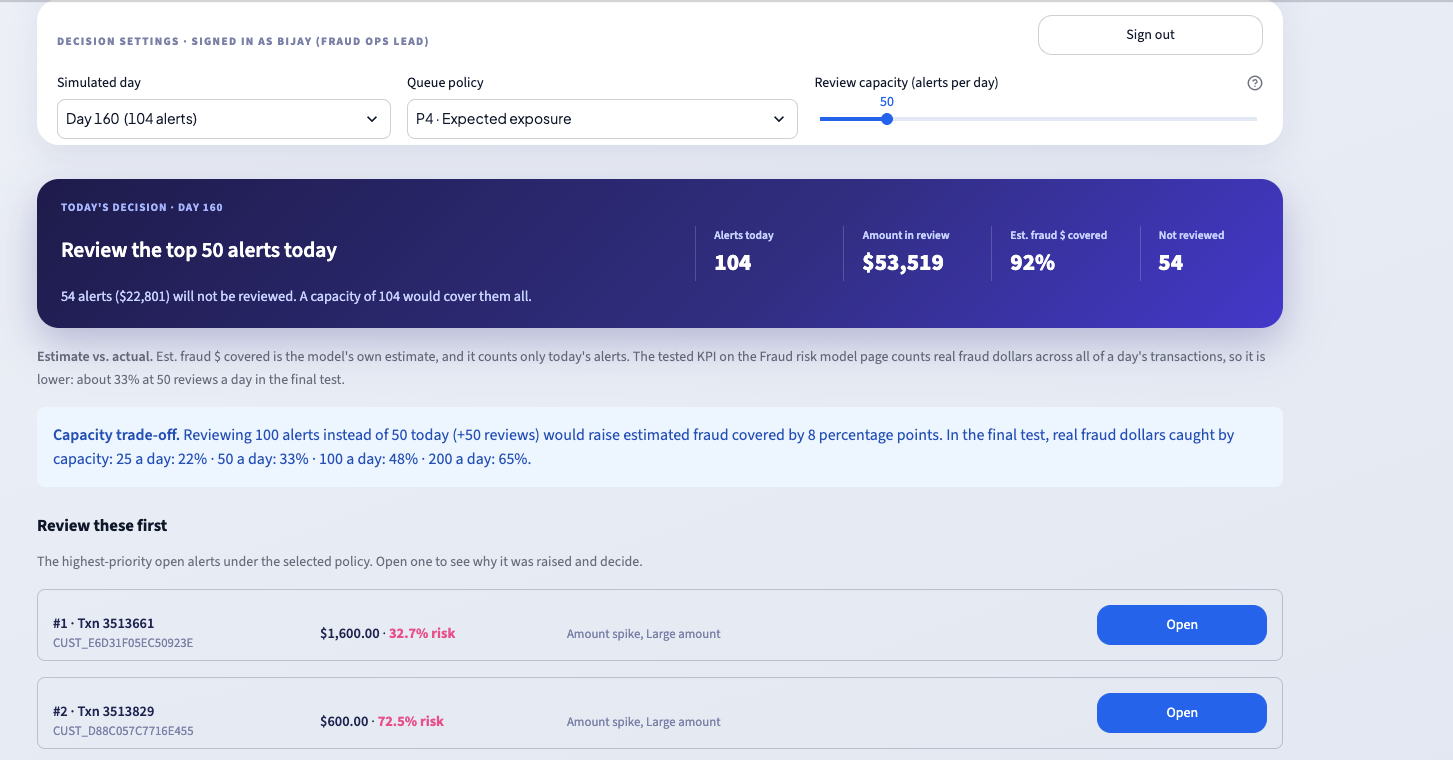 DECISION SETTINGS · SIGNED IN AS BIJAY (FRAUD OPS LEAD)
Sign out
Simulated day
Queue policy
Review capacity (alerts per day)
50
Day 160 (104 alerts)
P4 · Expected exposure
TODAY'S DECISION · DAY 160
Review the top 50 alerts today
54 alerts ($22,801) will not be reviewed. A capacity of 104 would cover them all.
Alerts today
104
Amount in review
$53,519
Est. fraud $ covered
92%
Not reviewed
54
Estimate vs. actual. Est. fraud $ covered is the model's own estimate, and it counts only today's alerts. The tested KPI on the Fraud risk model page counts real fraud dollars across all of a day's transactions, so it is
lower: about 33% at 50 reviews a day in the final test.
Capacity trade-off. Reviewing 100 alerts instead of 50 today (+50 reviews) would raise estimated fraud covered by 8 percentage points. In the final test, real fraud dollars caught by
capacity: 25 a day: 22% · 50 a day: 33% · 100 a day: 48% · 200 a day: 65%.
Review these first
The highest-priority open alerts under the selected policy. Open one to see why it was raised and decide.
#1 · Txn 3513661
CUST_E6D31F05EC50923E
$1,600.00 · 32.7% risk
Amount spike, Large amount
Open
#2 · Txn 3513829
CUST_D88C057C7716E455
$600.00 · 72.5% risk
Amount spike, Large amount
Open